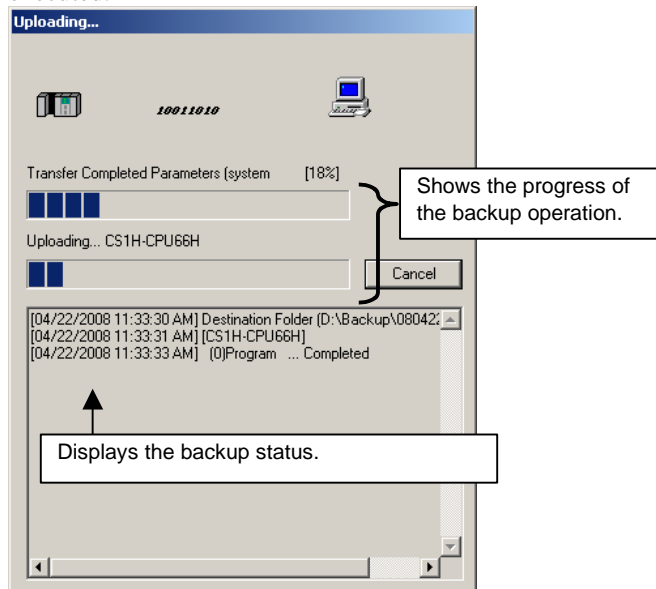 Uploading...
10011010
Transfer Completed Parameters (system [18%]
Shows the progress of
the backup operation.
Uploading... CS1H-CPU66H
Cancel
[04/22/2008 11:33:30 AM] Destination Folder (D:\Backup\080422
[04/22/2008 11:33:31 AM] [CS1H-CPU66H]
[04/22/2008 11:33:33 AM] (0)Program ... Completed
Displays the backup status.